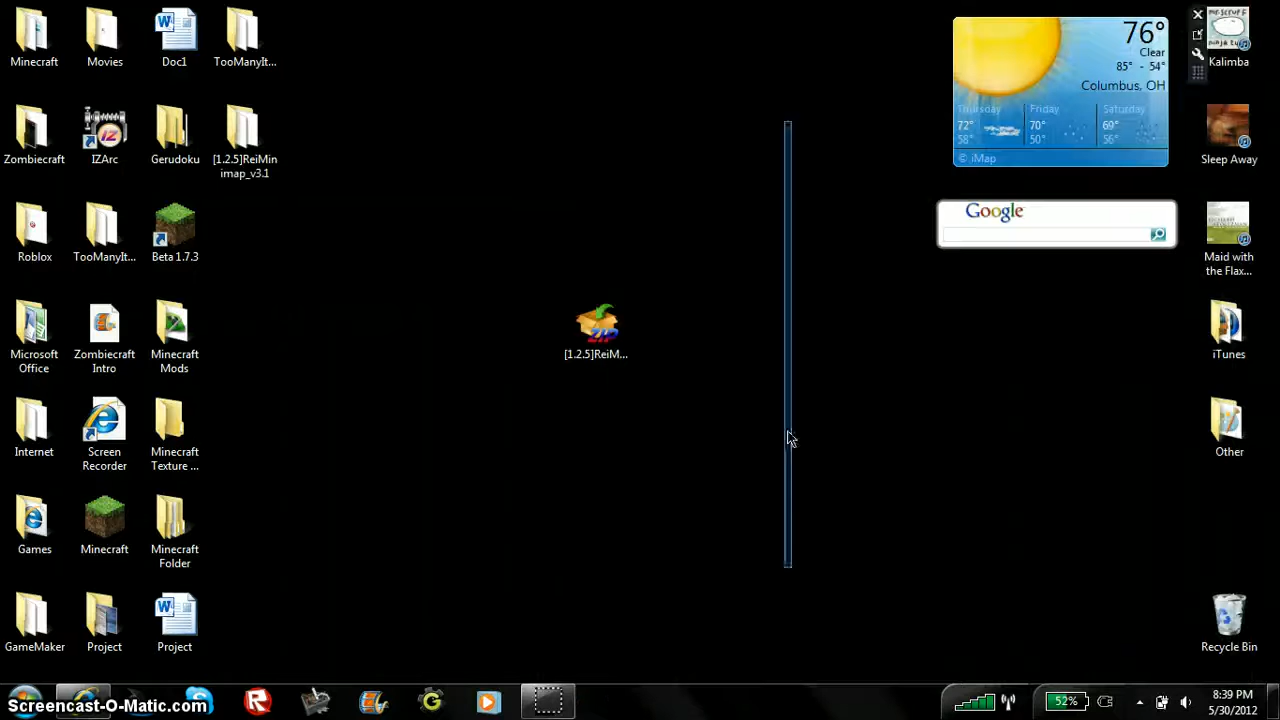 Minecraft
Movies
Doc1
TooManyIt...
Zombiecraft
IZArc
Gerudoku
[1.2.5]ReiMin
imap_v3.1
Roblox
TooManyIt...
Beta 1.7.3
Microsoft
Office
Zombiecraft
Intro
Minecraft
Mods
Internet
Screen
Recorder
Minecraft
Texture ...
Games
Minecraft
Minecraft
Folder
GameMaker
Project
Project
ZIP
[1.2.5]ReiM...
76°
Clear
85° - 54°
Columbus, OH
Thursday
72°
58°
Friday
70°
50°
Saturday
69°
56°
© iMap
Google
Kalimba
Sleep Away
Maid with
the Flax...
iTunes
Other
Recycle Bin
Screencast-O-Matic.com
52%
8:39 PM
5/30/2012